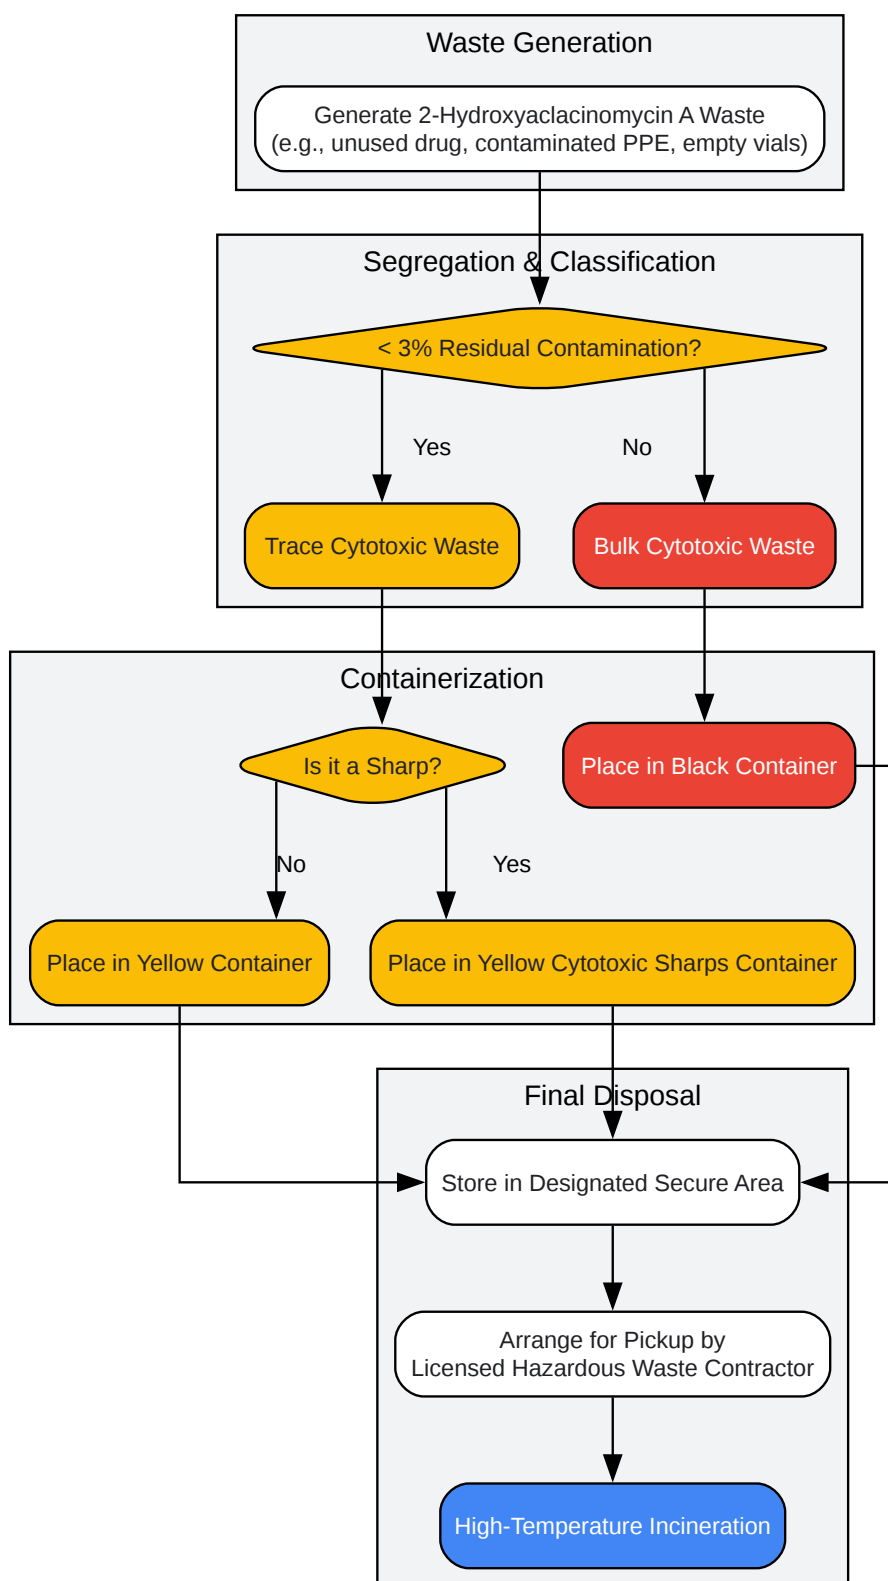 Waste Generation
Generate 2-Hydroxyaclacinomycin A Waste
(e.g., unused drug, contaminated PPE, empty vials)
Segregation & Classification
< 3% Residual Contamination?
Yes
No
Trace Cytotoxic Waste
Bulk Cytotoxic Waste
Containerization
Is it a Sharp?
Place in Black Container
No
Yes
Place in Yellow Container
Place in Yellow Cytotoxic Sharps Container
Final Disposal
Store in Designated Secure Area
Arrange for Pickup by
Licensed Hazardous Waste Contractor
High-Temperature Incineration